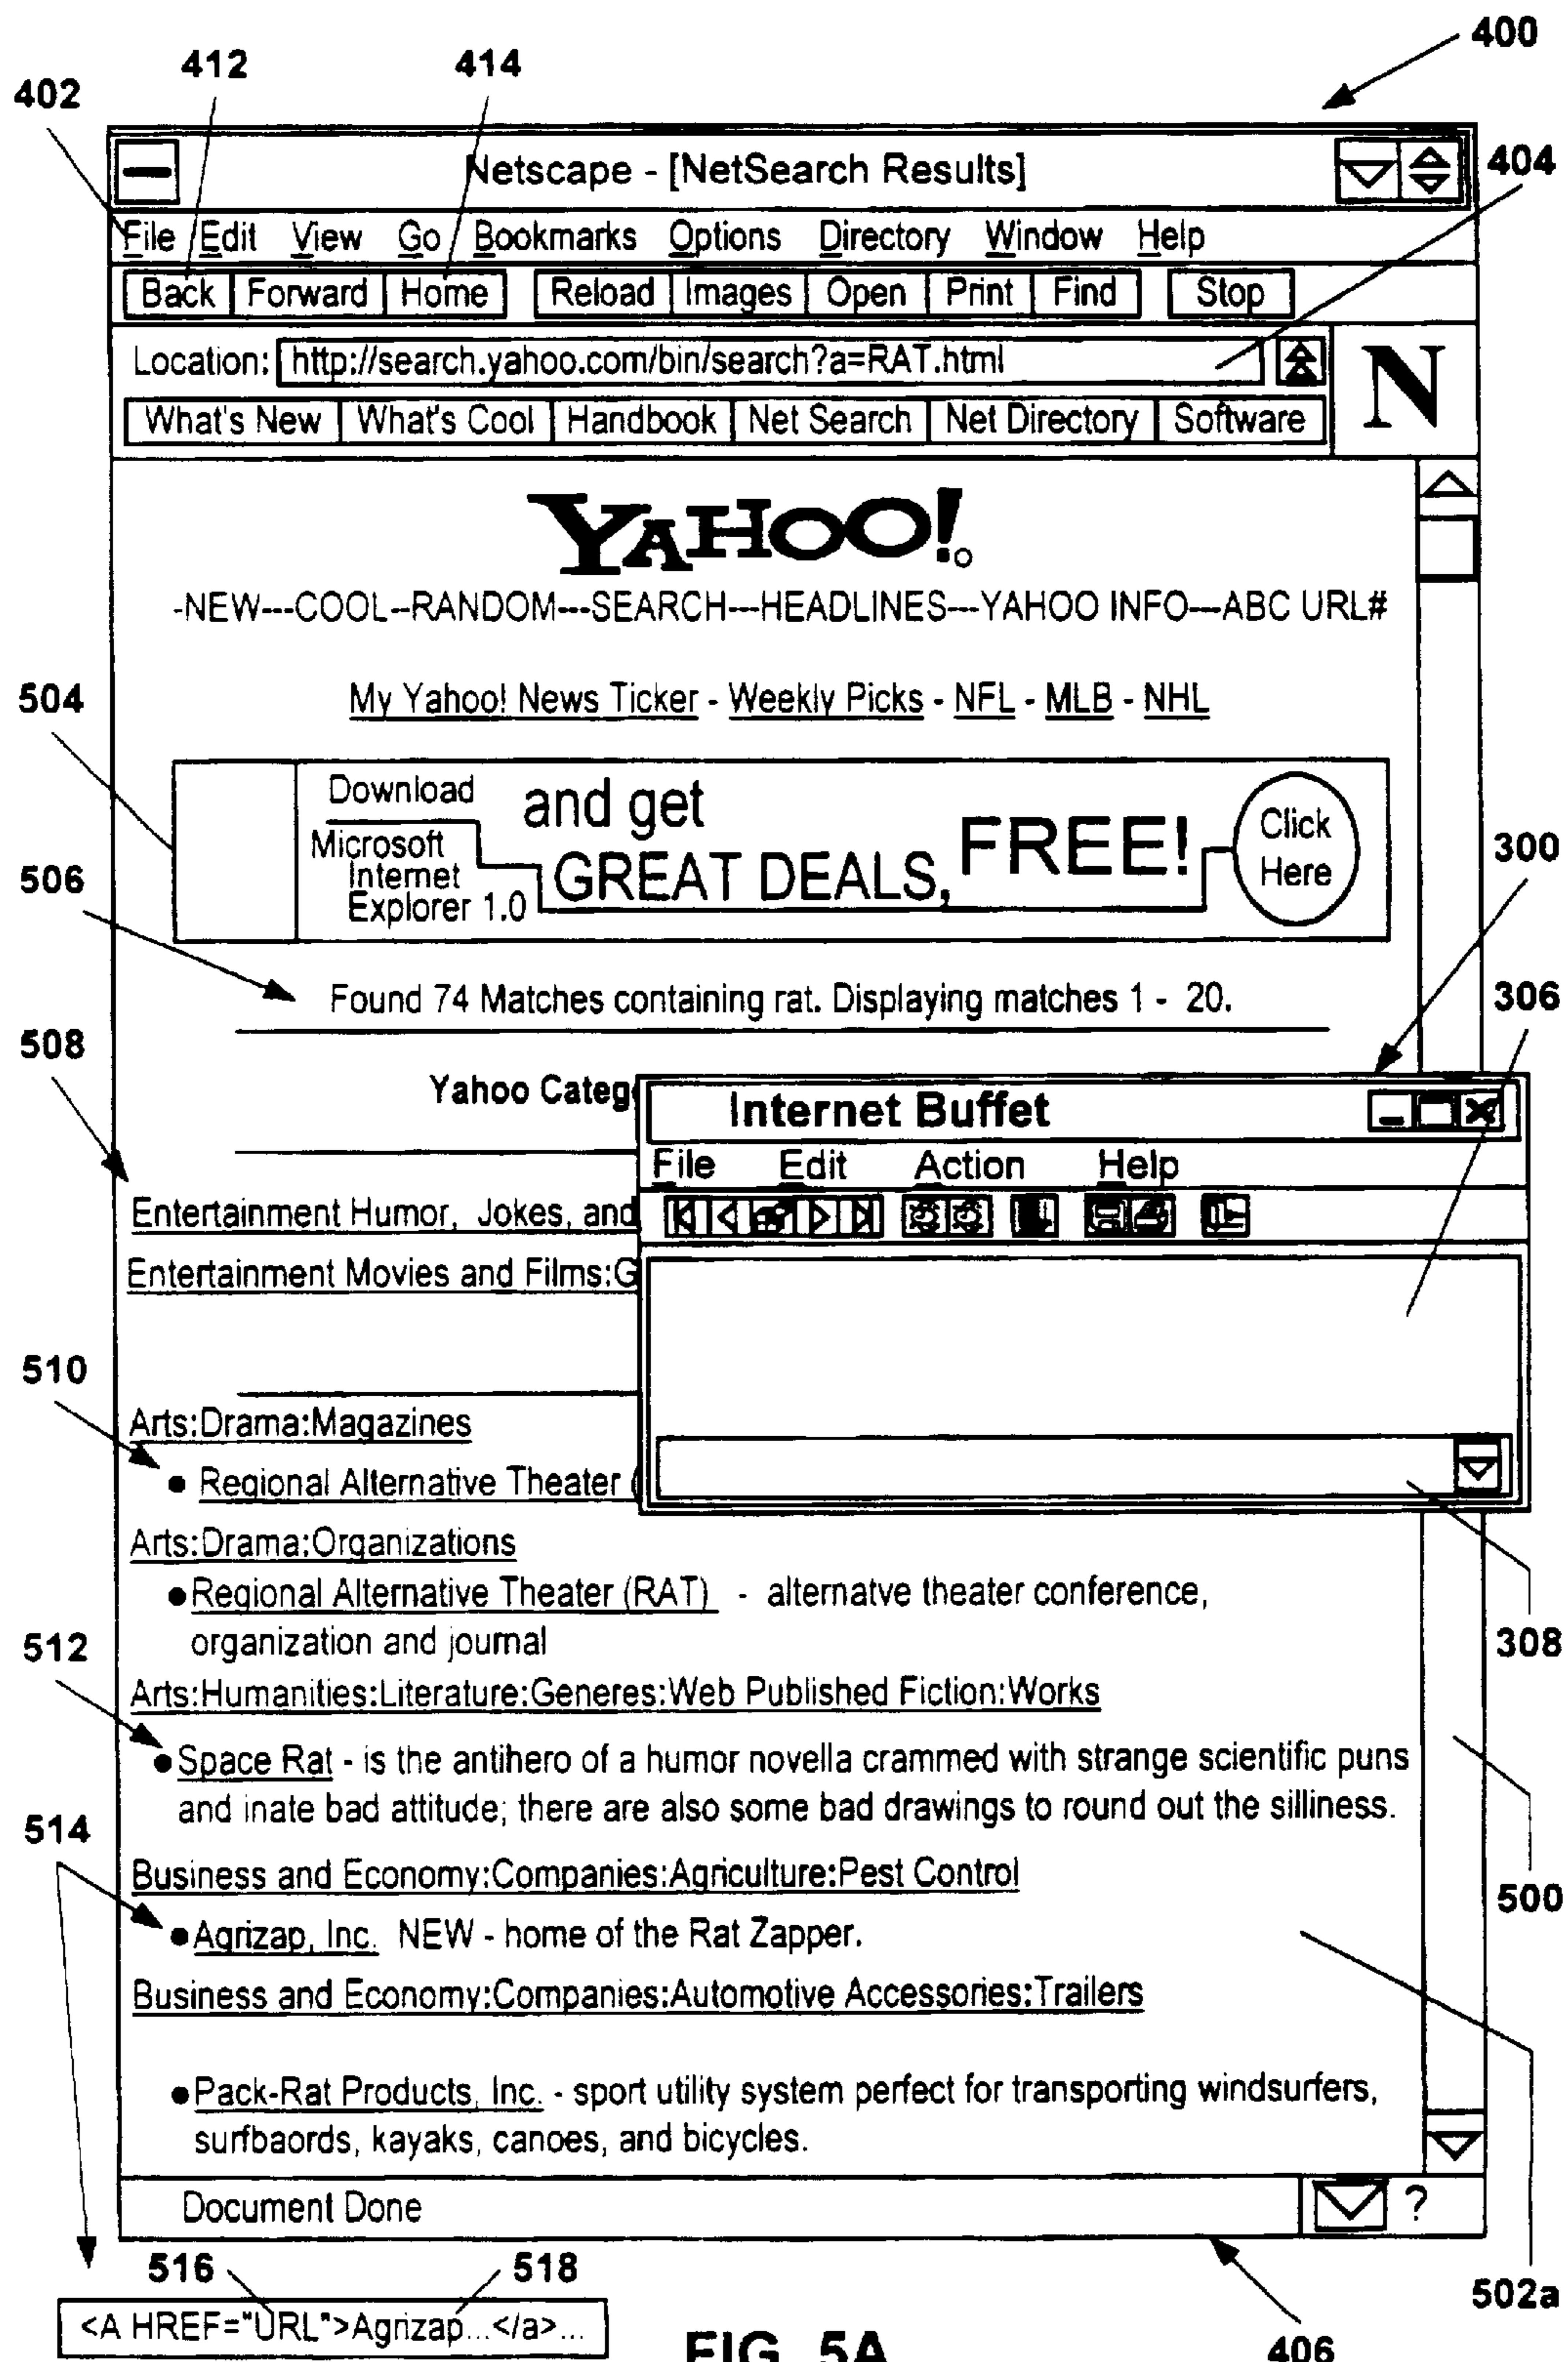 400
412 414
402
Netscape - [NetSearch Results]
404
File Edit View Go Bookmarks Options Directory Window Help
Back Forward Home Reload Images Open Print Find Stop
Location: http://search.yahoo.com/bin/search?a=RAT.html
N
What's New What's Cool Handbook Net Search Net Directory Software
YAHOO!
-NEW---COOL--RANDOM---SEARCH---HEADLINES---YAHOO INFO---ABC URL#
504
My Yahoo! News Ticker - Weekly Picks - NFL - MLB - NHL
Download
Microsoft
Internet
Explorer 1.0
and get
GREAT DEALS, FREE!
Click
Here
300
506
Found 74 Matches containing rat. Displaying matches 1 - 20.
306
508
Yahoo Categ
Internet Buffet
File Edit Action Help
Entertainment Humor, Jokes, and
Entertainment Movies and Films:G
510
Arts:Drama:Magazines
Regional Alternative Theater (
Arts:Drama:Organizations
Regional Alternative Theater (RAT) - alternatve theater conference,
organization and journal
308
512
Arts:Humanities:Literature:Generes:Web Published Fiction:Works
Space Rat - is the antihero of a humor novella crammed with strange scientific puns
and inate bad attitude; there are also some bad drawings to round out the silliness.
514
Business and Economy:Companies:Agriculture:Pest Control
500
Agrizap, Inc. NEW - home of the Rat Zapper.
Business and Economy:Companies:Automotive Accessories:Trailers
Pack-Rat Products, Inc. - sport utility system perfect for transporting windsurfers,
surfbaords, kayaks, canoes, and bicycles.
Document Done ?
516 518
502a
<A HREF="URL">Agrizap...</a>...
FIG. 5A
406